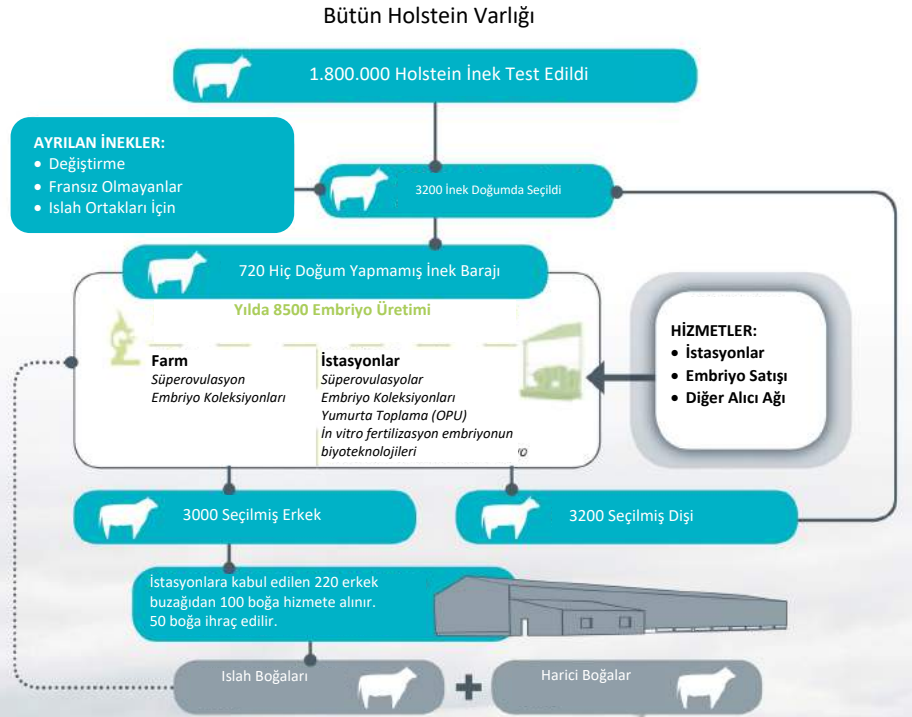 Bütün Holstein Varlığı
1.800.000 Holstein İnek Test Edildi
AYRILAN İNEKLER:
• Değiştirme
• Fransız Olmayanlar
• Islah Ortakları İçin
3200 İnek Doğumda Seçildi
720 Hiç Doğum Yapmamış İnek Barajı
Yılda 8500 Embriyo Üretimi
Farm
Süperovulasyon
Embriyo Koleksiyonları
İstasyonlar
Süperovulasyolar
Embriyo Koleksiyonları
Yumurta Toplama (OPU)
İn vitro fertilizasyon embriyonun
biyoteknolojileri
HİZMETLER:
• İstasyonlar
• Embriyo Satışı
• Diğer Alıcı Ağı
3000 Seçilmiş Erkek
3200 Seçilmiş Dişi
İstasyonlara kabul edilen 220 erkek
buzağıdan 100 boğa hizmete alınır.
50 boğa ihraç edilir.
Islah Boğaları
+
Harici Boğalar